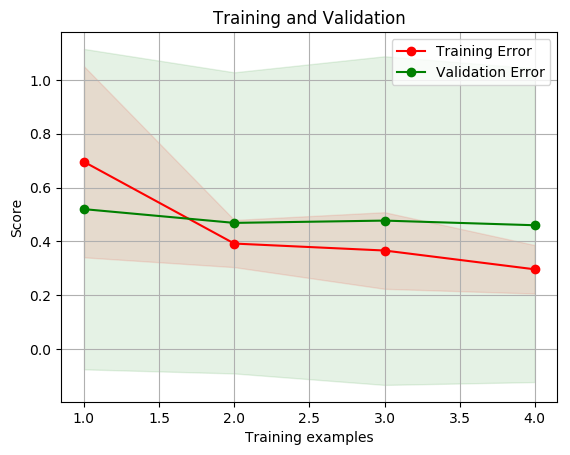 Training and Validation
Training Error
Validation Error
Score
1.0
0.8
0.6
0.4
0.2
0.0
1.0 1.5 2.0 2.5 3.0 3.5 4.0
Training examples